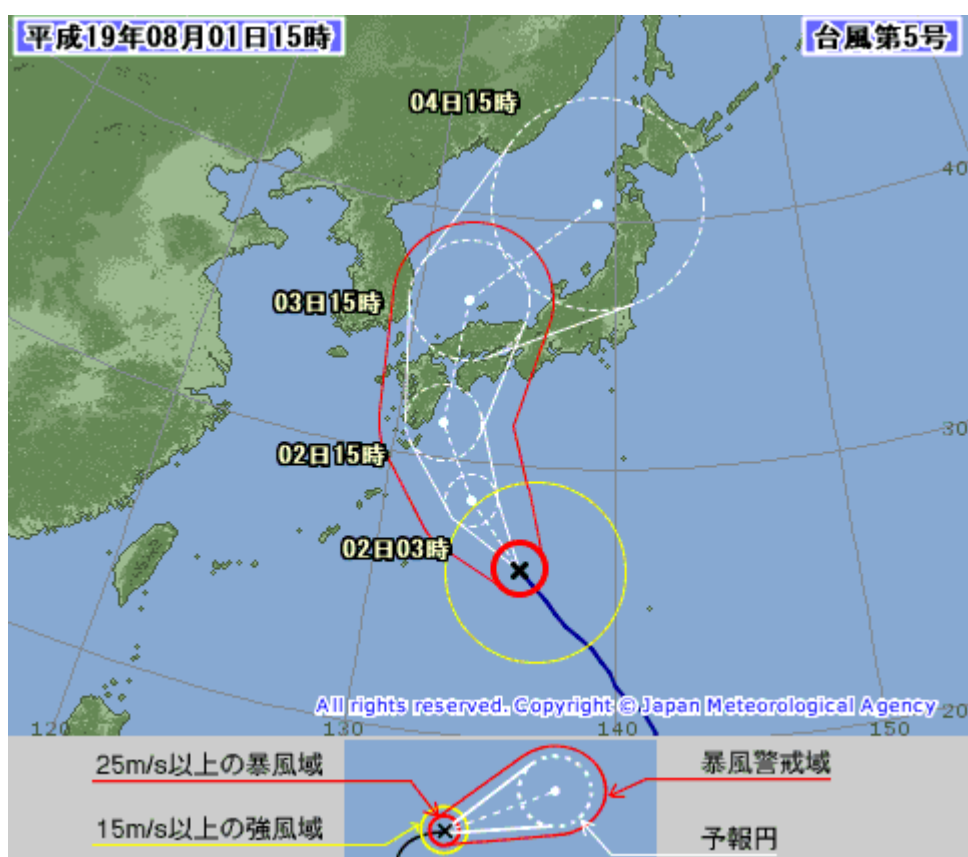 平成19年08月01日15時
台風第5号
04日15時
40
03日15時
30
02日15時
02日03時
All rights reserved. Copyright © Japan Meteorological Agency
20
120
130
140
150
25m/s以上の暴風域
暴風警戒域
15m/s以上の強風域
予報円